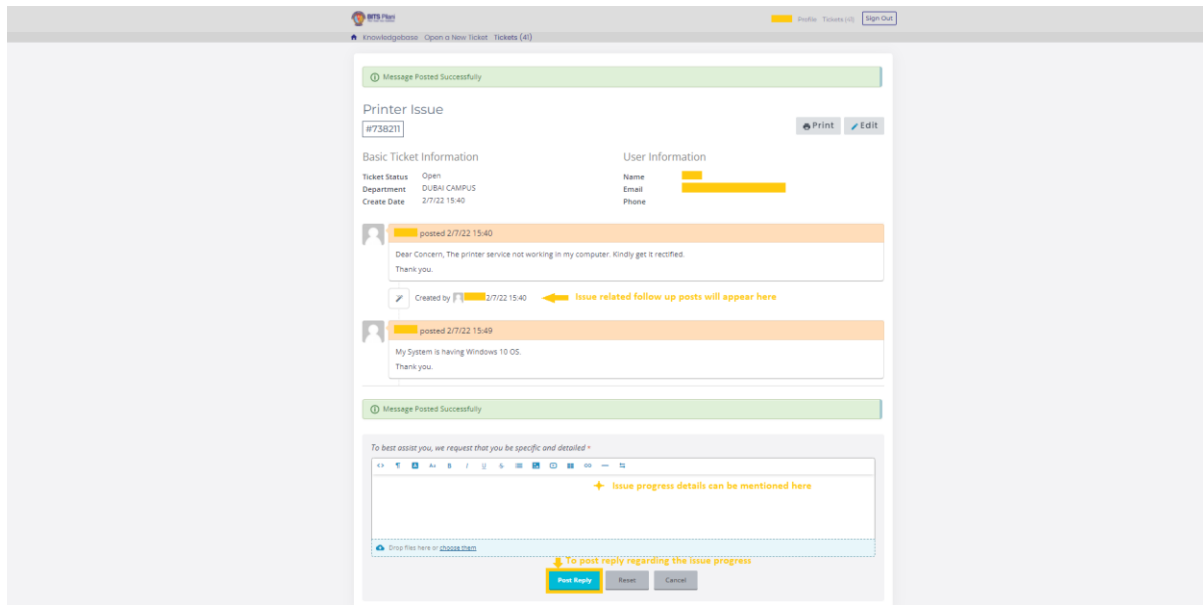 BITS Pilani
Profile Tickets (41) Sign Out
Knowledgebase Open a New Ticket Tickets (41)
Message Posted Successfully
Printer Issue
#738211
Print Edit
Basic Ticket Information User Information
Ticket Status Open Name
Department DUBAI CAMPUS Email
Create Date 2/7/22 15:40 Phone
posted 2/7/22 15:40
Dear Concern, The printer service not working in my computer. Kindly get it rectified.
Thank you.
Created by 2/7/22 15:40 Issue related follow up posts will appear here
posted 2/7/22 15:49
My System is having Windows 10 OS.
Thank you.
Message Posted Successfully
To best assist you, we request that you be specific and detailed *
Issue progress details can be mentioned here
Drop files here or choose them
To post reply regarding the issue progress
Post Reply Reset Cancel